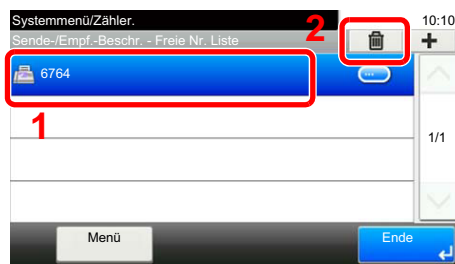 Systemmenü/Zähler. 10:10
Sende-/Empf.-Beschr. - Freie Nr. Liste 2
6764
1
1/1
Menü Ende